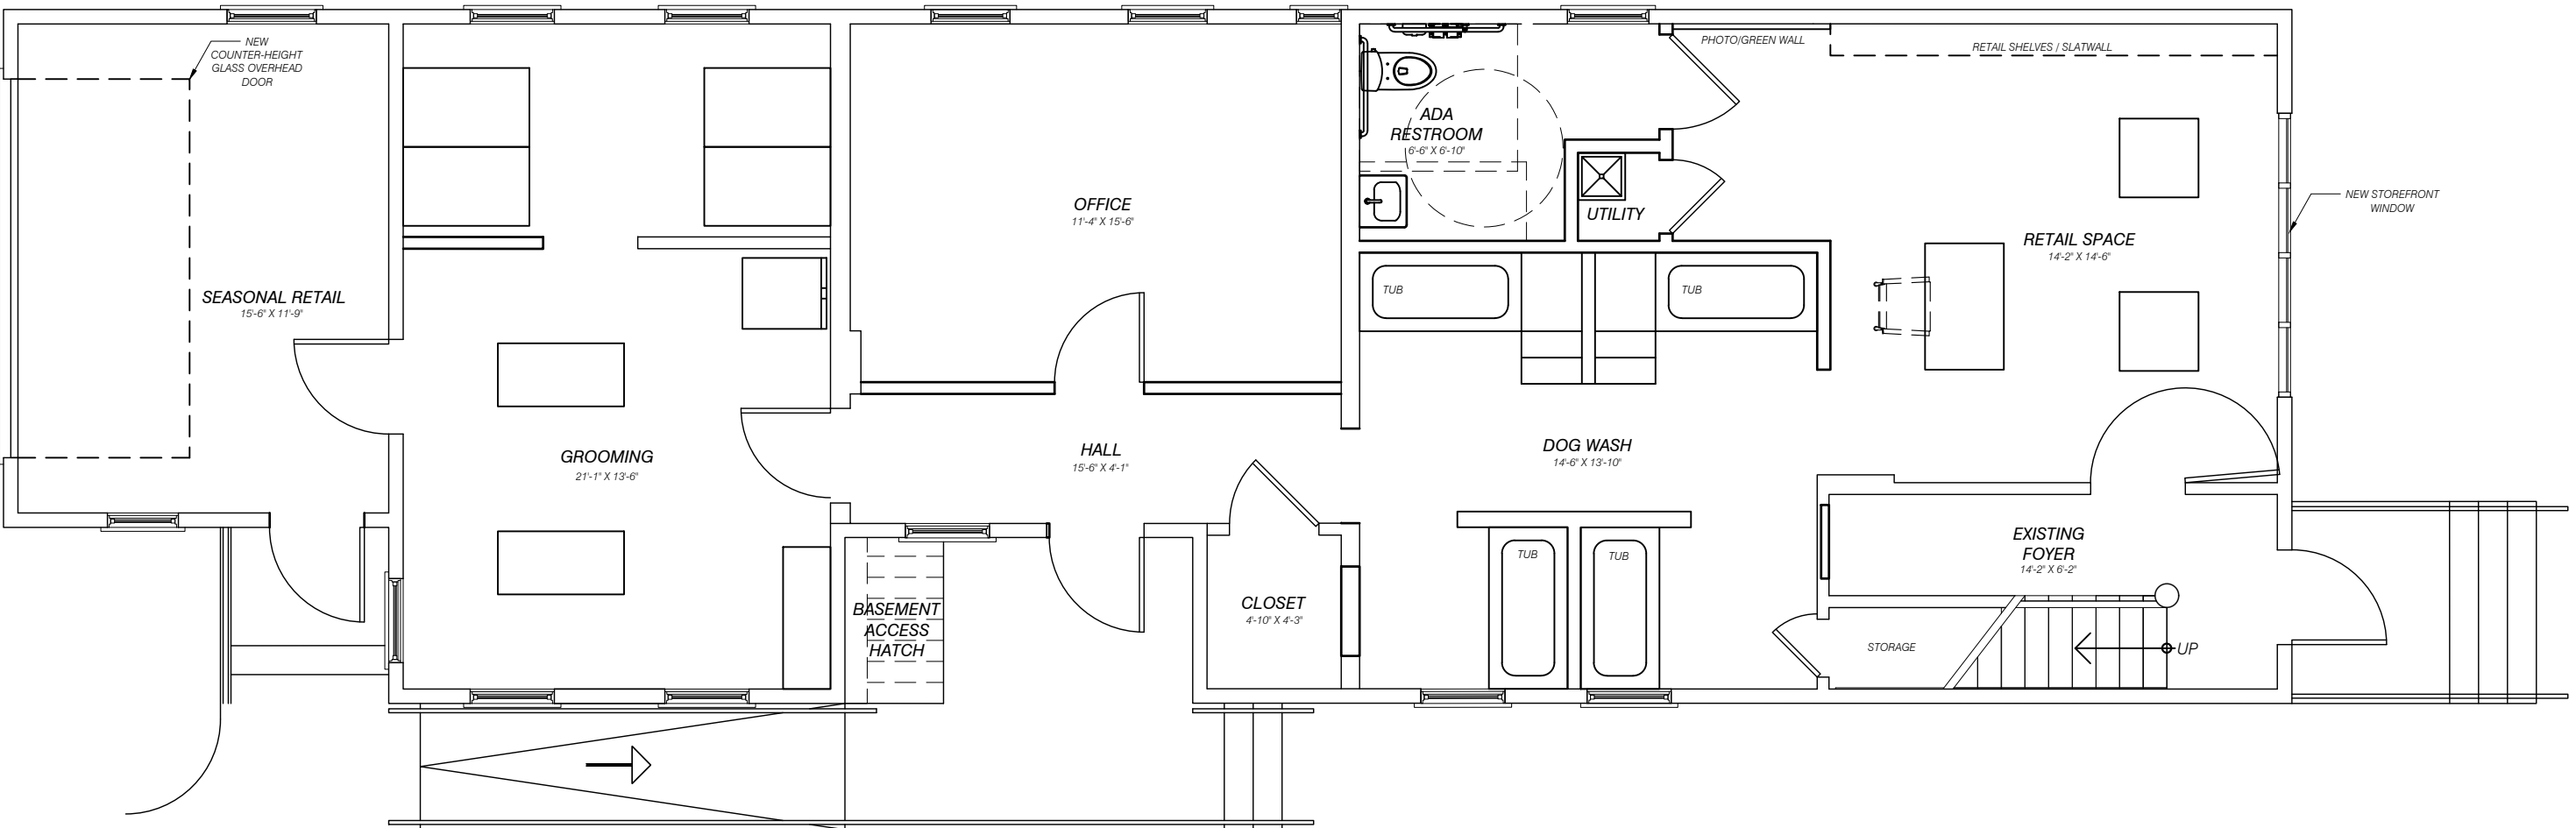 NEW
COUNTER-HEIGHT
GLASS OVERHEAD
DOOR
SEASONAL RETAIL
15'-6" X 11'-9"
GROOMING
21'-1" X 13'-6"
OFFICE
11'-4" X 15'-6"
HALL
15'-6" X 4'-1"
BASEMENT
ACCESS
HATCH
CLOSET
4'-10" X 4'-3"
ADA
RESTROOM
6'-6" X 6'-10"
UTILITY
TUB
TUB
DOG WASH
14'-6" X 13'-10"
TUB
TUB
PHOTO/GREEN WALL
RETAIL SHELVES / SLATWALL
RETAIL SPACE
14'-2" X 14'-6"
NEW STOREFRONT
WINDOW
EXISTING
FOYER
14'-2" X 6'-2"
STORAGE
UP